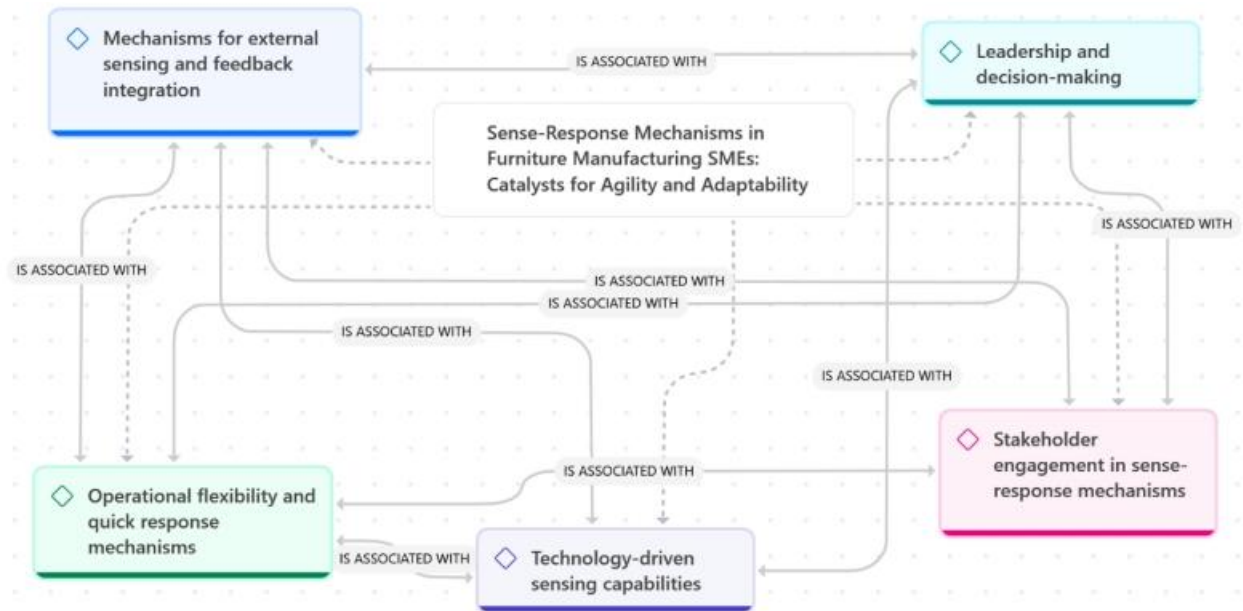 Mechanisms for external
sensing and feedback
integration
IS ASSOCIATED WITH
Leadership and
decision-making
Sense-Response Mechanisms in
Furniture Manufacturing SMEs:
Catalysts for Agility and Adaptability
IS ASSOCIATED WITH
IS ASSOCIATED WITH
IS ASSOCIATED WITH
IS ASSOCIATED WITH
IS ASSOCIATED WITH
IS ASSOCIATED WITH
Stakeholder
engagement in sense-
response mechanisms
IS ASSOCIATED WITH
Operational flexibility and
quick response
mechanisms
IS ASSOCIATED WITH
Technology-driven
sensing capabilities